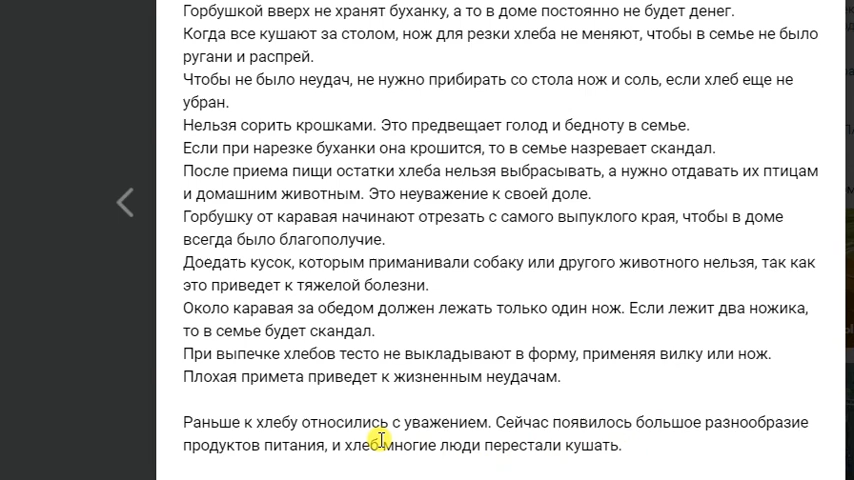 Горбушкой вверх не хранят буханку, а то в доме постоянно не будет денег.
Когда все кушают за столом, нож для резки хлеба не меняют, чтобы в семье не было
ругани и распрей.
Чтобы не было неудач, не нужно прибирать со стола нож и соль, если хлеб еще не
убран.
Нельзя сорить крошками. Это предвещает голод и бедноту в семье.
Если при нарезке буханки она крошится, то в семье назревает скандал.
После приема пищи остатки хлеба нельзя выбрасывать, а нужно отдавать их птицам
и домашним животным. Это неуважение к своей доле.
Горбушку от каравая начинают отрезать с самого выпуклого края, чтобы в доме
всегда было благополучие.
Доедать кусок, которым приманивали собаку или другого животного нельзя, так как
это приведет к тяжелой болезни.
Около каравая за обедом должен лежать только один нож. Если лежит два ножика,
то в семье будет скандал.
При выпечке хлебов тесто не выкладывают в форму, применяя вилку или нож.
Плохая примета приведет к жизненным неудачам.
Раньше к хлебу относились с уважением. Сейчас появилось большое разнообразие
продуктов питания, и хлеб многие люди перестали кушать.